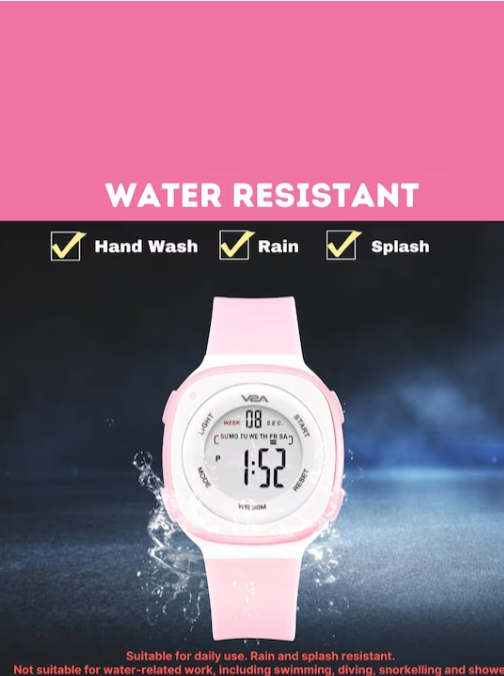 WATER RESISTANT
Hand Wash Rain Splash
V2A
LIGHT START
WEEK 08 SEC.
SU MO TU WE TH FR SA
P 1:52
MODE RESET
WR30M
Suitable for daily use. Rain and splash resistant.
Not suitable for water-related work, including swimming, diving, snorkelling and showe